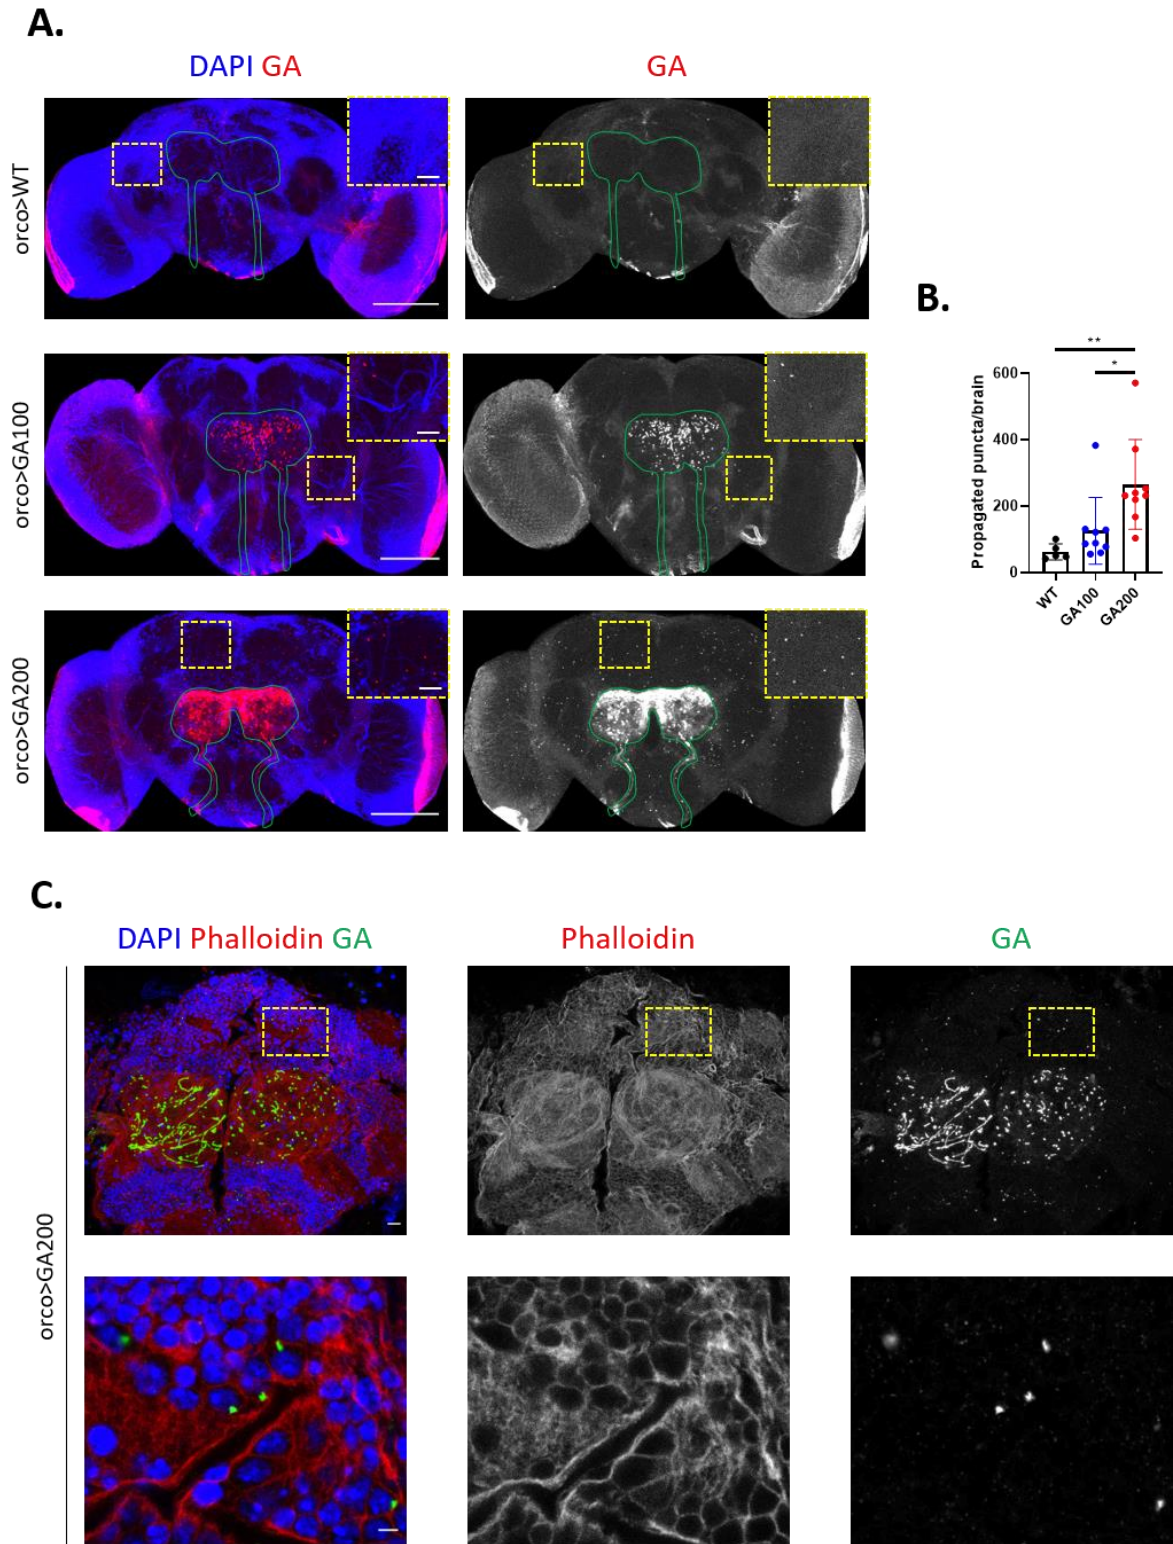 A.
DAPI GA
GA
orco>WT
orco>GA100
orco>GA200
B.
**
*
Propagated puncta/brain
600
400
200
0
WT
GA100
GA200
C.
DAPI Phalloidin GA
Phalloidin
GA
orco>GA200